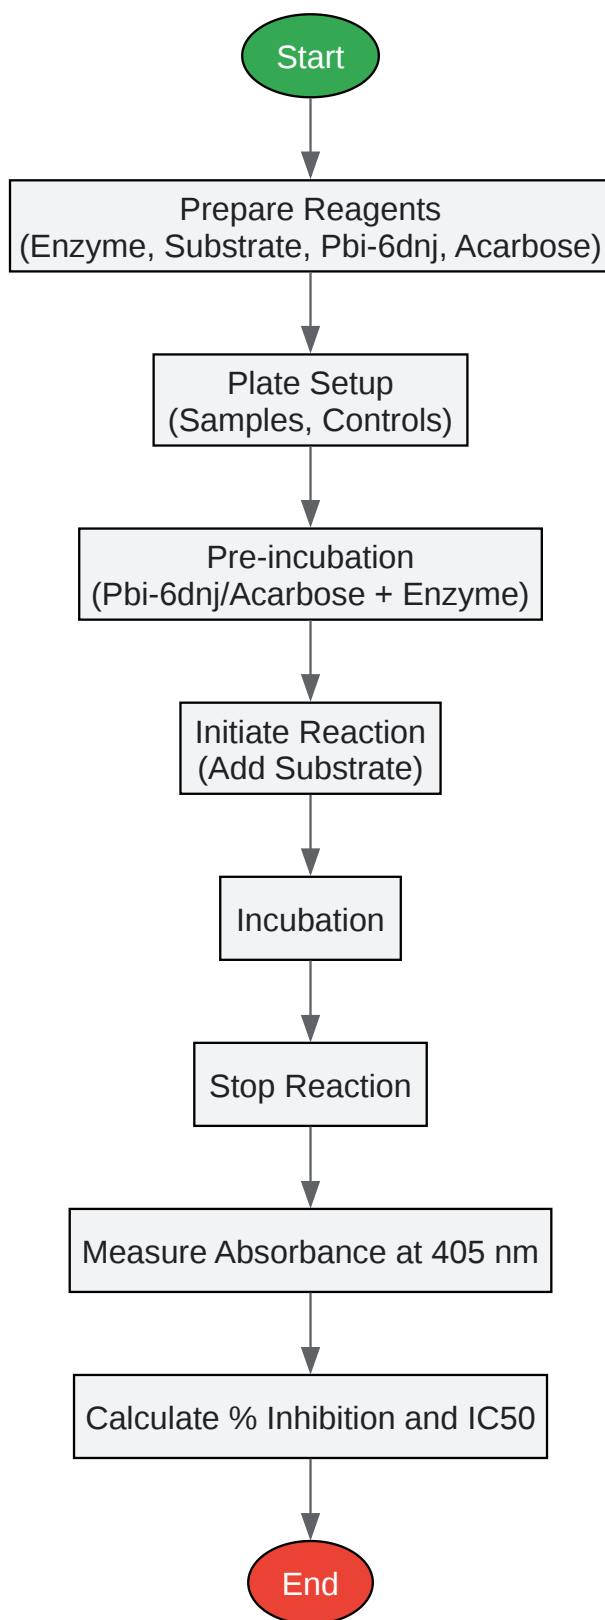 Start
Prepare Reagents
(Enzyme, Substrate, Pbi-6dnj, Acarbose)
Plate Setup
(Samples, Controls)
Pre-incubation
(Pbi-6dnj/Acarbose + Enzyme)
Initiate Reaction
(Add Substrate)
Incubation
Stop Reaction
Measure Absorbance at 405 nm
Calculate % Inhibition and IC50
End